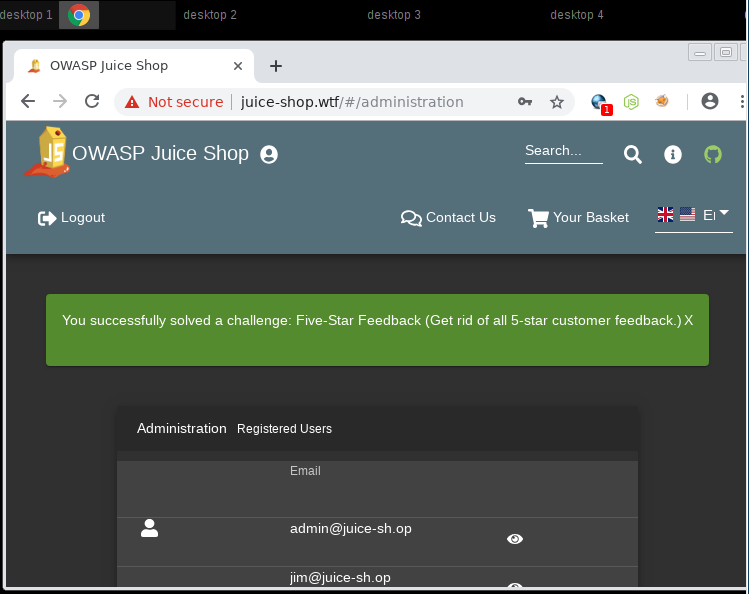 desktop 1 desktop 2 desktop 3 desktop 4
OWASP Juice Shop
Not secure juice-shop.wtf/#/administration
1
JS OWASP Juice Shop Search...
Logout Contact Us Your Basket
You successfully solved a challenge: Five-Star Feedback (Get rid of all 5-star customer feedback.) X
Administration Registered Users
Email
admin@juice-sh.op
jim@juice-sh.op